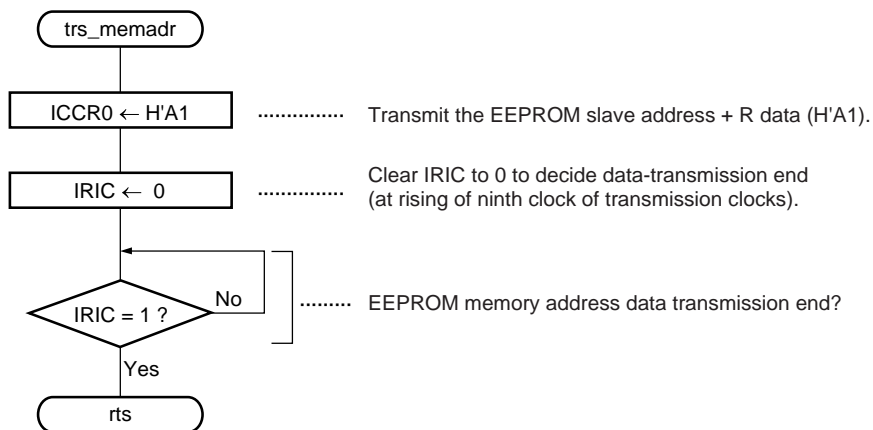 trs_memadr
ICCR0 ← H'A1 ............... Transmit the EEPROM slave address + R data (H'A1).
IRIC ← 0 ............... Clear IRIC to 0 to decide data-transmission end
(at rising of ninth clock of transmission clocks).
No
IRIC = 1 ? ......... EEPROM memory address data transmission end?
Yes
rts